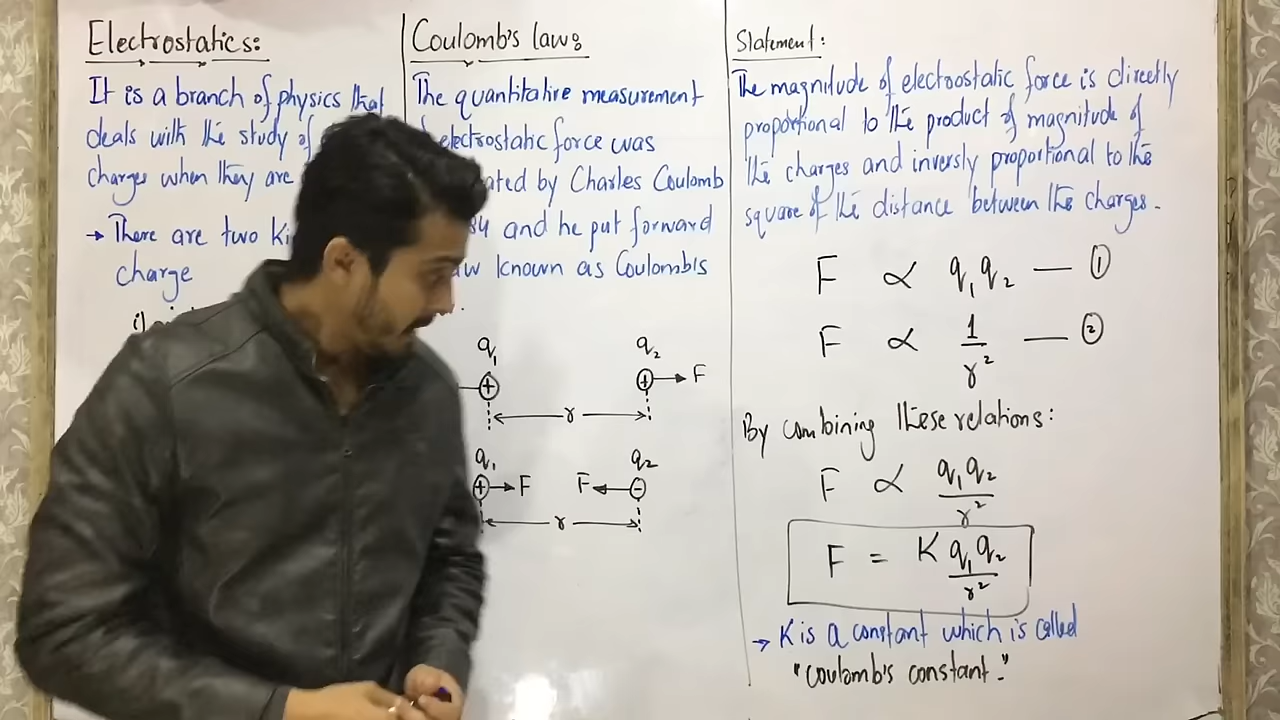 Electrostatics:
It is a branch of physics that
deals with the study of
charges when they are
→ There are two
charge
Coulomb's law:
The quantitative measurement
electrostatic force was
by Charles Coulomb
and he put forward
known as Coulomb's
q₁ q₂
+ + → F
← r →
q₁ q₂
+ → F F ← -
← r →
Statement:
The magnitude of electrostatic force is directly
proportional to the product of magnitude of
the charges and inversly proportional to the
square of the distance between the charges.
F ∝ q₁q₂ — ①
F ∝ 1/r² — ②
By combining these relations:
F ∝ q₁q₂/r²
F = K q₁q₂/r²
→ K is a constant which is called
"coulomb's constant."